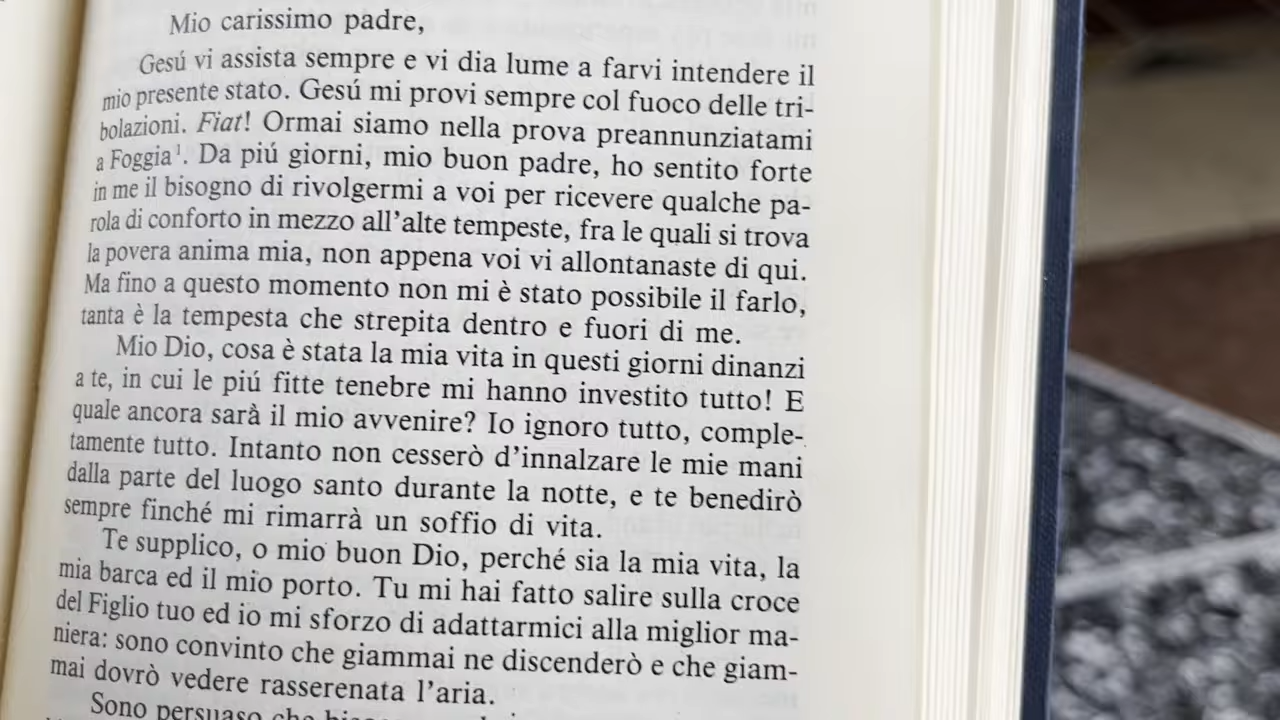 Mio carissimo padre,
Gesú vi assista sempre e vi dia lume a farvi intendere il
mio presente stato. Gesú mi provi sempre col fuoco delle tri-
bolazioni. Fiat! Ormai siamo nella prova preannunziatami
a Foggia¹. Da piú giorni, mio buon padre, ho sentito forte
in me il bisogno di rivolgermi a voi per ricevere qualche pa-
rola di conforto in mezzo all'alte tempeste, fra le quali si trova
la povera anima mia, non appena voi vi allontanaste di qui.
Ma fino a questo momento non mi è stato possibile il farlo,
tanta è la tempesta che strepita dentro e fuori di me.
Mio Dio, cosa è stata la mia vita in questi giorni dinanzi
a te, in cui le piú fitte tenebre mi hanno investito tutto! E
quale ancora sarà il mio avvenire? Io ignoro tutto, comple-
tamente tutto. Intanto non cesserò d'innalzare le mie mani
dalla parte del luogo santo durante la notte, e te benedirò
sempre finché mi rimarrà un soffio di vita.
Te supplico, o mio buon Dio, perché sia la mia vita, la
mia barca ed il mio porto. Tu mi hai fatto salire sulla croce
del Figlio tuo ed io mi sforzo di adattarmici alla miglior ma-
niera: sono convinto che giammai ne discenderò e che giam-
mai dovrò vedere rasserenata l'aria.
Sono persuaso che